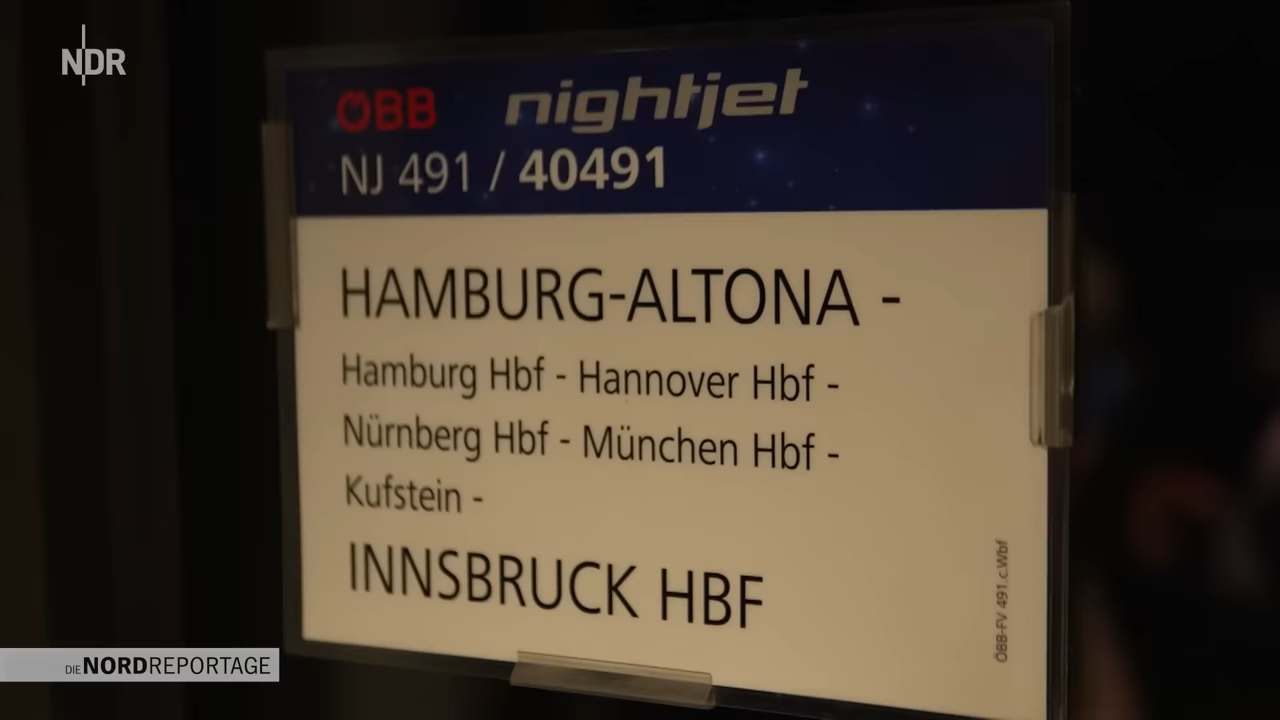 NDR
ÖBB nightjet
NJ 491 / 40491
HAMBURG-ALTONA -
Hamburg Hbf - Hannover Hbf -
Nürnberg Hbf - München Hbf -
Kufstein -
INNSBRUCK HBF
ÖBB-FV 491.c.Wbf
DIE NORDREPORTAGE